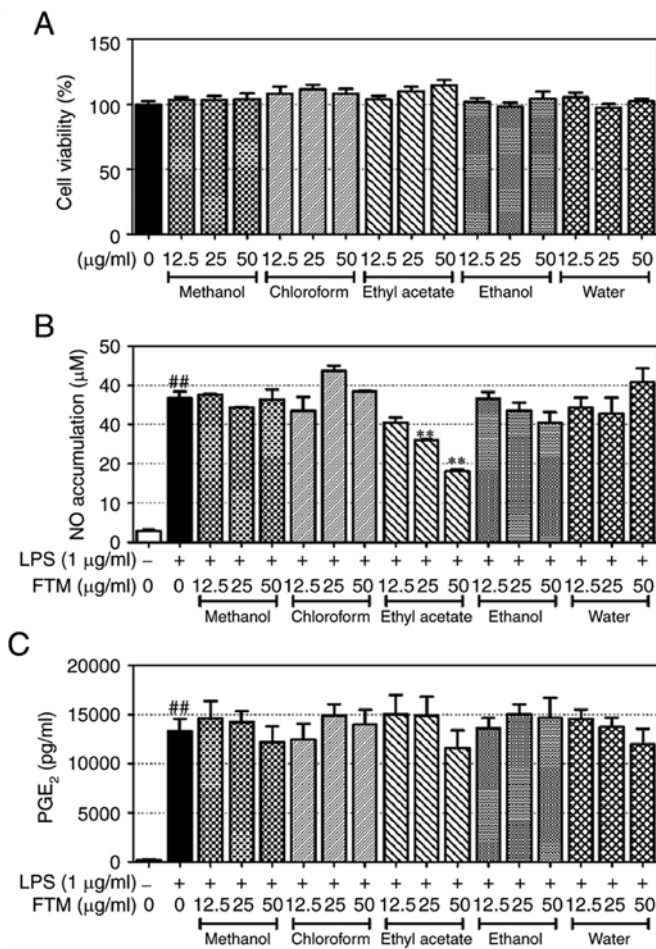 A
150
100
50
0
Cell viability (%)
(μg/ml) 0 12.5 25 50 12.5 25 50 12.5 25 50 12.5 25 50 12.5 25 50
Methanol Chloroform Ethyl acetate Ethanol Water
B
50
40
40
20
10
0
NO accumulation (μM)
##
**
**
LPS (1 μg/ml) – + + + + + + + + + + + + + + + +
FTM (μg/ml) 0 0 12.5 25 50 12.5 25 50 12.5 25 50 12.5 25 50 12.5 25 50
Methanol Chloroform Ethyl acetate Ethanol Water
C
20000
15000
10000
5000
0
PGE2 (pg/ml)
##
LPS (1 μg/ml) – + + + + + + + + + + + + + + + +
FTM (μg/ml) 0 0 12.5 25 50 12.5 25 50 12.5 25 50 12.5 25 50 12.5 25 50
Methanol Chloroform Ethyl acetate Ethanol Water